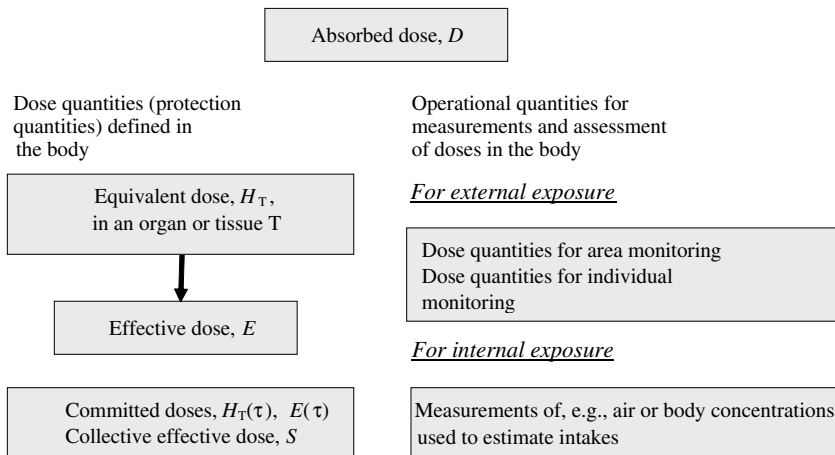 Absorbed dose, D
Dose quantities (protection
quantities) defined in
the body
Equivalent dose, H_T,
in an organ or tissue T
Effective dose, E
Committed doses, H_T(τ), E(τ)
Collective effective dose, S
Operational quantities for
measurements and assessment
of doses in the body
For external exposure
Dose quantities for area monitoring
Dose quantities for individual
monitoring
For internal exposure
Measurements of, e.g., air or body concentrations
used to estimate intakes